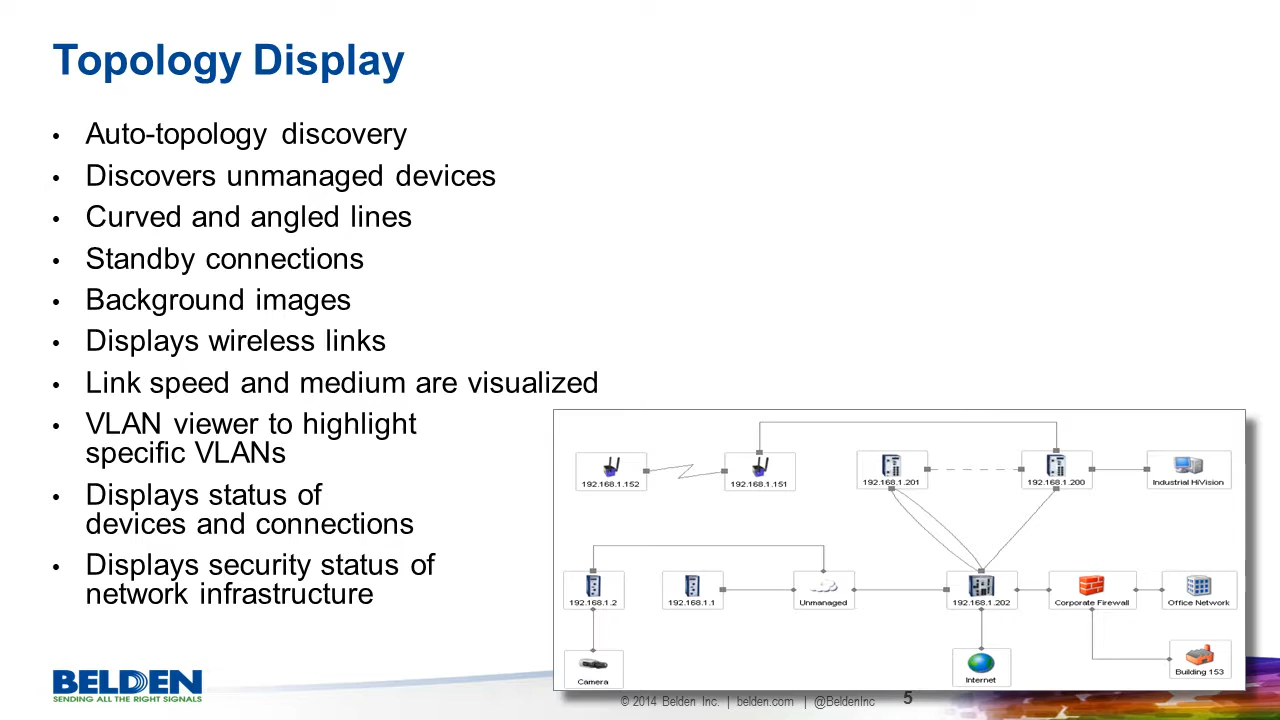 Topology Display
• Auto-topology discovery
• Discovers unmanaged devices
• Curved and angled lines
• Standby connections
• Background images
• Displays wireless links
• Link speed and medium are visualized
• VLAN viewer to highlight
specific VLANs
• Displays status of
devices and connections
• Displays security status of
network infrastructure
192.168.1.152
192.168.1.151
192.168.1.201
192.168.1.200
Industrial HiVision
192.168.1.2
192.168.1.1
Unmanaged
192.168.1.202
Corporate Firewall
Office Network
Camera
Internet
Building 153
BELDEN
SENDING ALL THE RIGHT SIGNALS
© 2014 Belden Inc. | belden.com | @BeldenInc
5